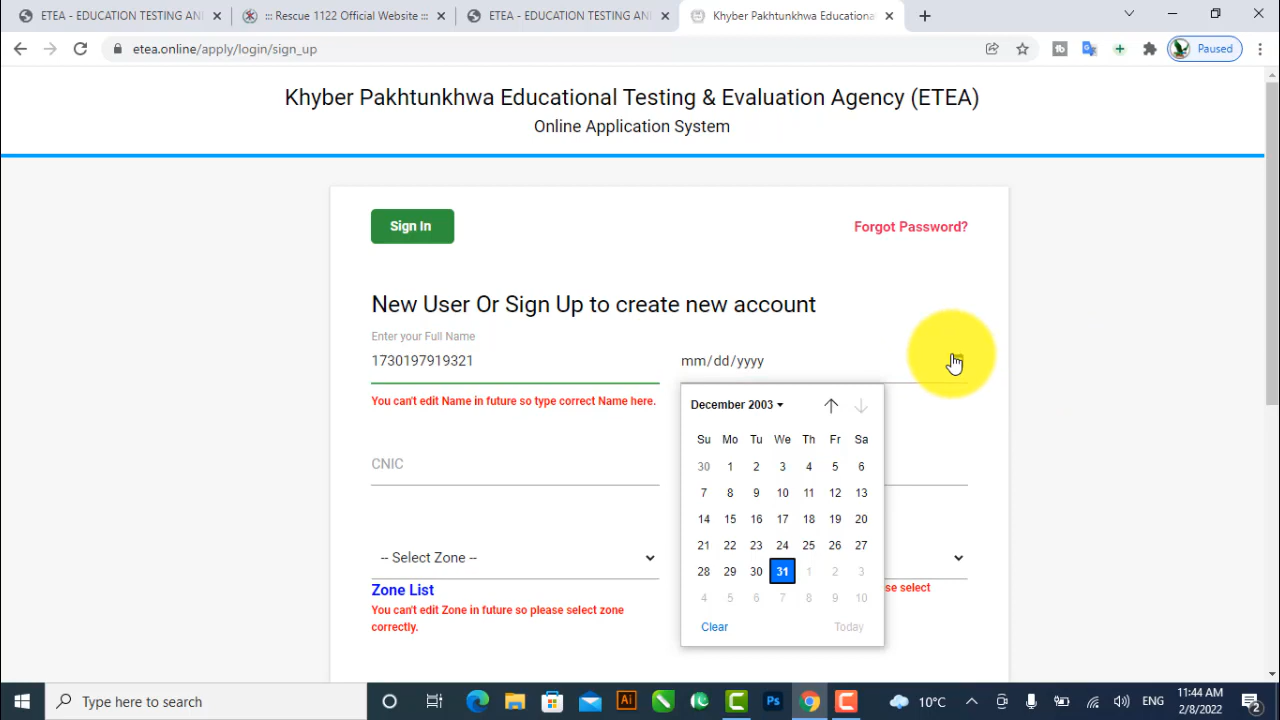 ETEA - EDUCATION TESTING AN
::: Rescue 1122 Official Website :::
ETEA - EDUCATION TESTING AN
Khyber Pakhtunkhwa Educationa
etea.online/apply/login/sign_up
Paused
Khyber Pakhtunkhwa Educational Testing & Evaluation Agency (ETEA)
Online Application System
Sign In
Forgot Password?
New User Or Sign Up to create new account
Enter your Full Name
1730197919321
mm/dd/yyyy
You can't edit Name in future so type correct Name here.
December 2003
Su Mo Tu We Th Fr Sa
30 1 2 3 4 5 6
CNIC
7 8 9 10 11 12 13
14 15 16 17 18 19 20
21 22 23 24 25 26 27
-- Select Zone --
28 29 30 31 1 2 3
Zone List
se select
4 5 6 7 8 9 10
You can't edit Zone in future so please select zone
correctly.
Clear
Today
Type here to search
Ai
Ps
10°C
ENG
11:44 AM
2/8/2022
2